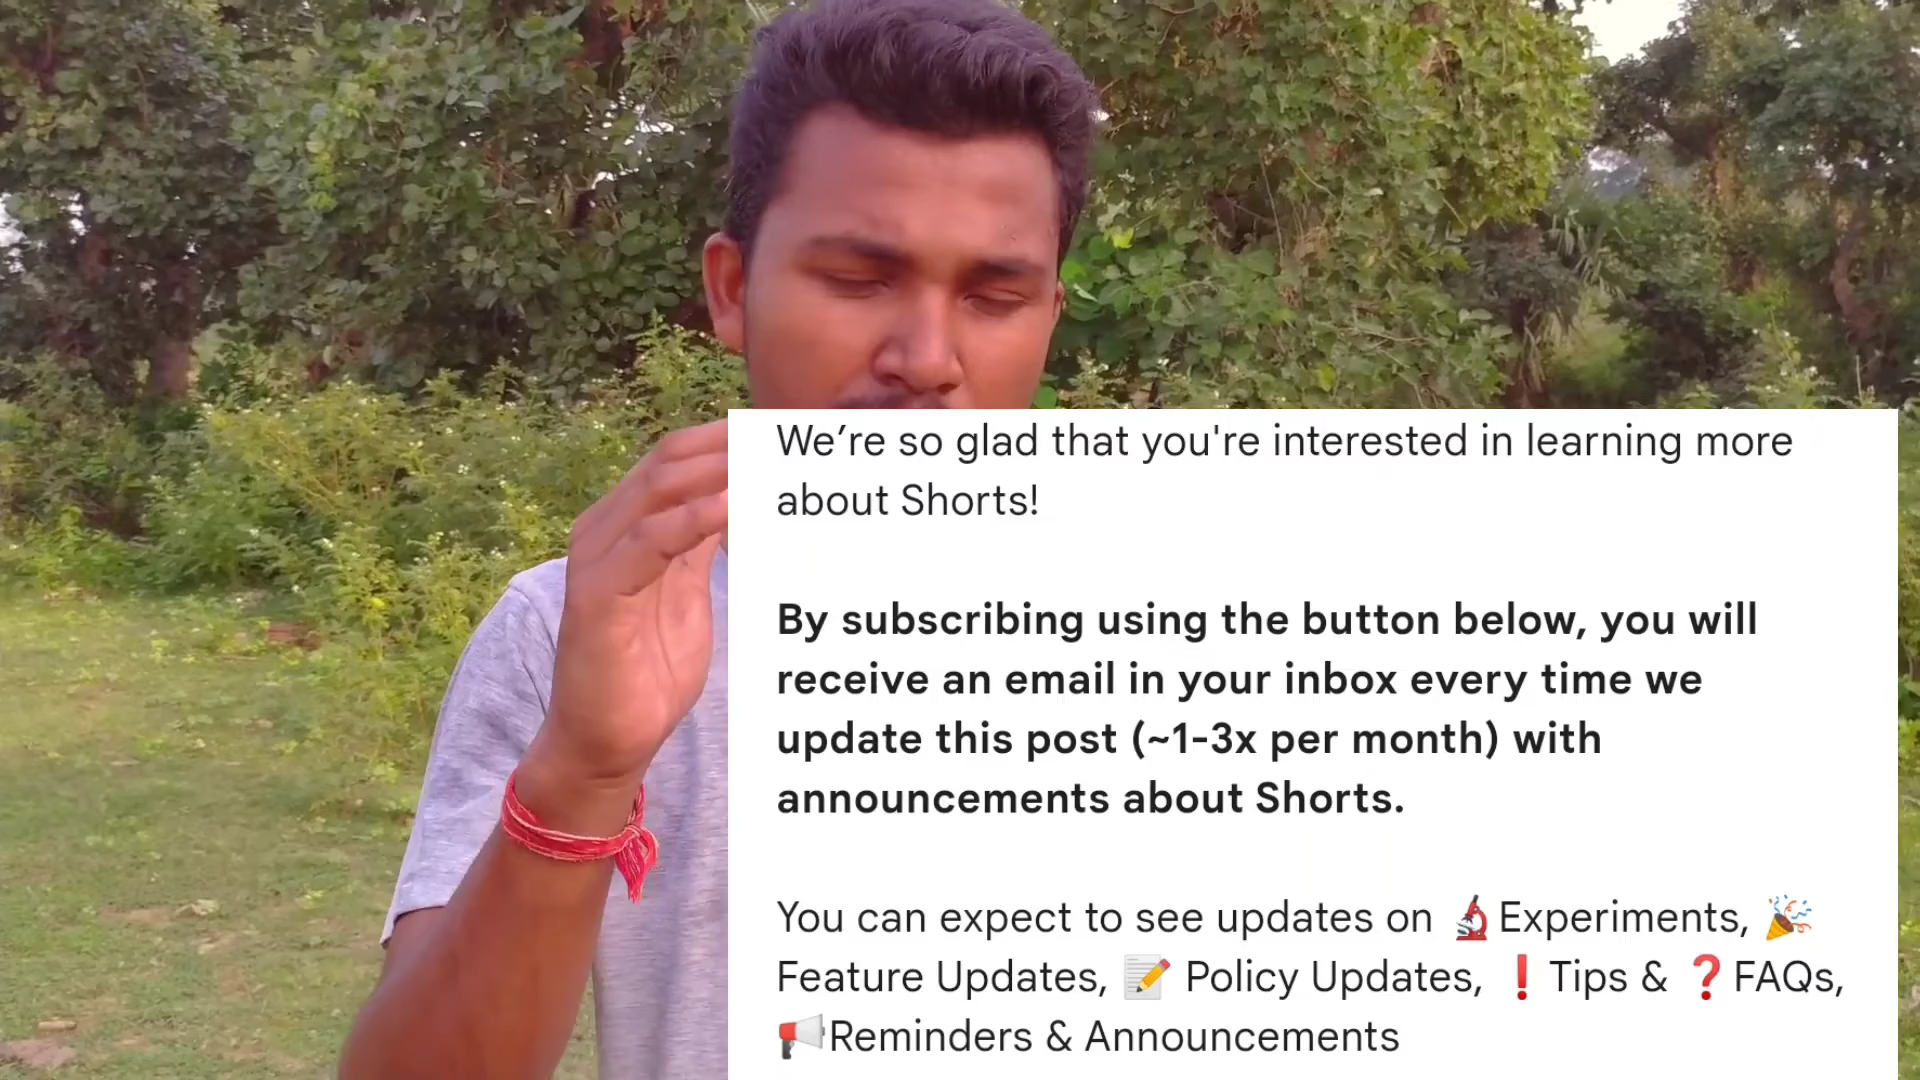 We’re so glad that you're interested in learning more
about Shorts!
By subscribing using the button below, you will
receive an email in your inbox every time we
update this post (~1-3x per month) with
announcements about Shorts.
You can expect to see updates on 🔬Experiments, 🎉
Feature Updates, 📝 Policy Updates, ❗Tips & ❓FAQs,
📢Reminders & Announcements